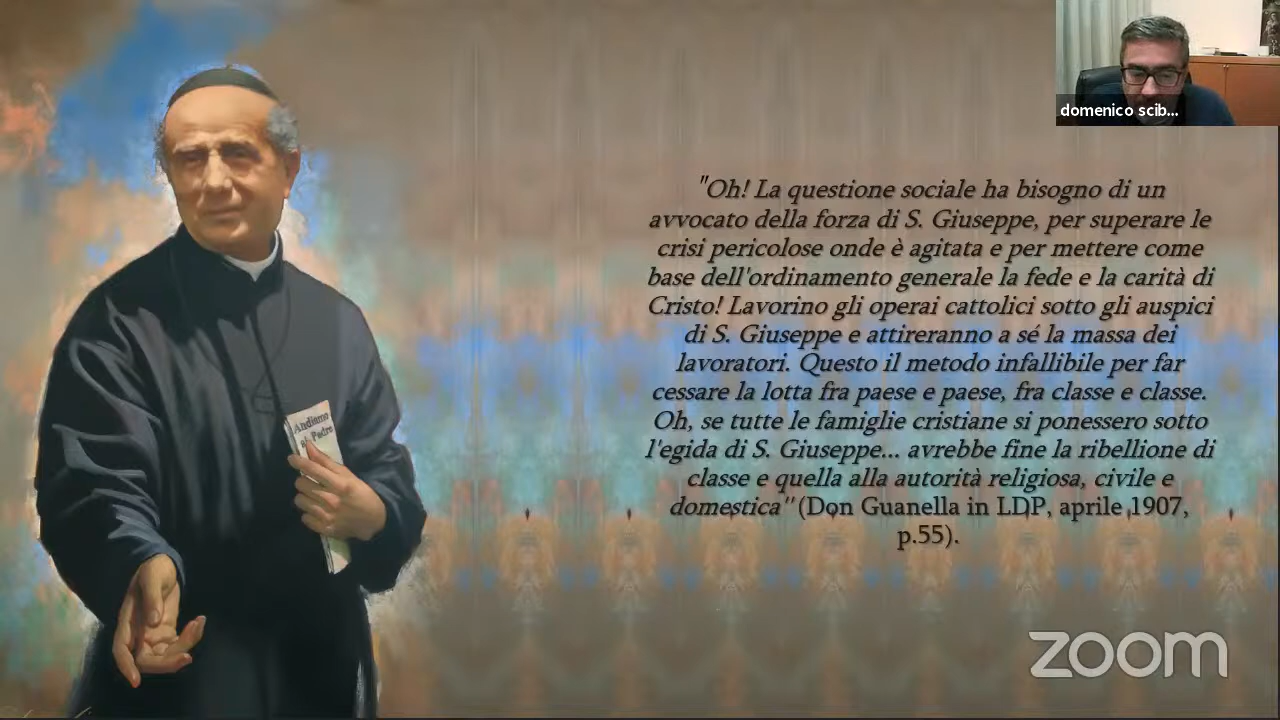 domenico scib...
"Oh! La questione sociale ha bisogno di un
avvocato della forza di S. Giuseppe, per superare le
crisi pericolose onde è agitata e per mettere come
base dell'ordinamento generale la fede e la carità di
Cristo! Lavorino gli operai cattolici sotto gli auspici
di S. Giuseppe e attireranno a sé la massa dei
lavoratori. Questo il metodo infallibile per far
cessare la lotta fra paese e paese, fra classe e classe.
Oh, se tutte le famiglie cristiane si ponessero sotto
l'egida di S. Giuseppe... avrebbe fine la ribellione di
classe e quella alla autorità religiosa, civile e
domestica'' (Don Guanella in LDP, aprile 1907,
p.55).
Andiamo
al Padre
zoom